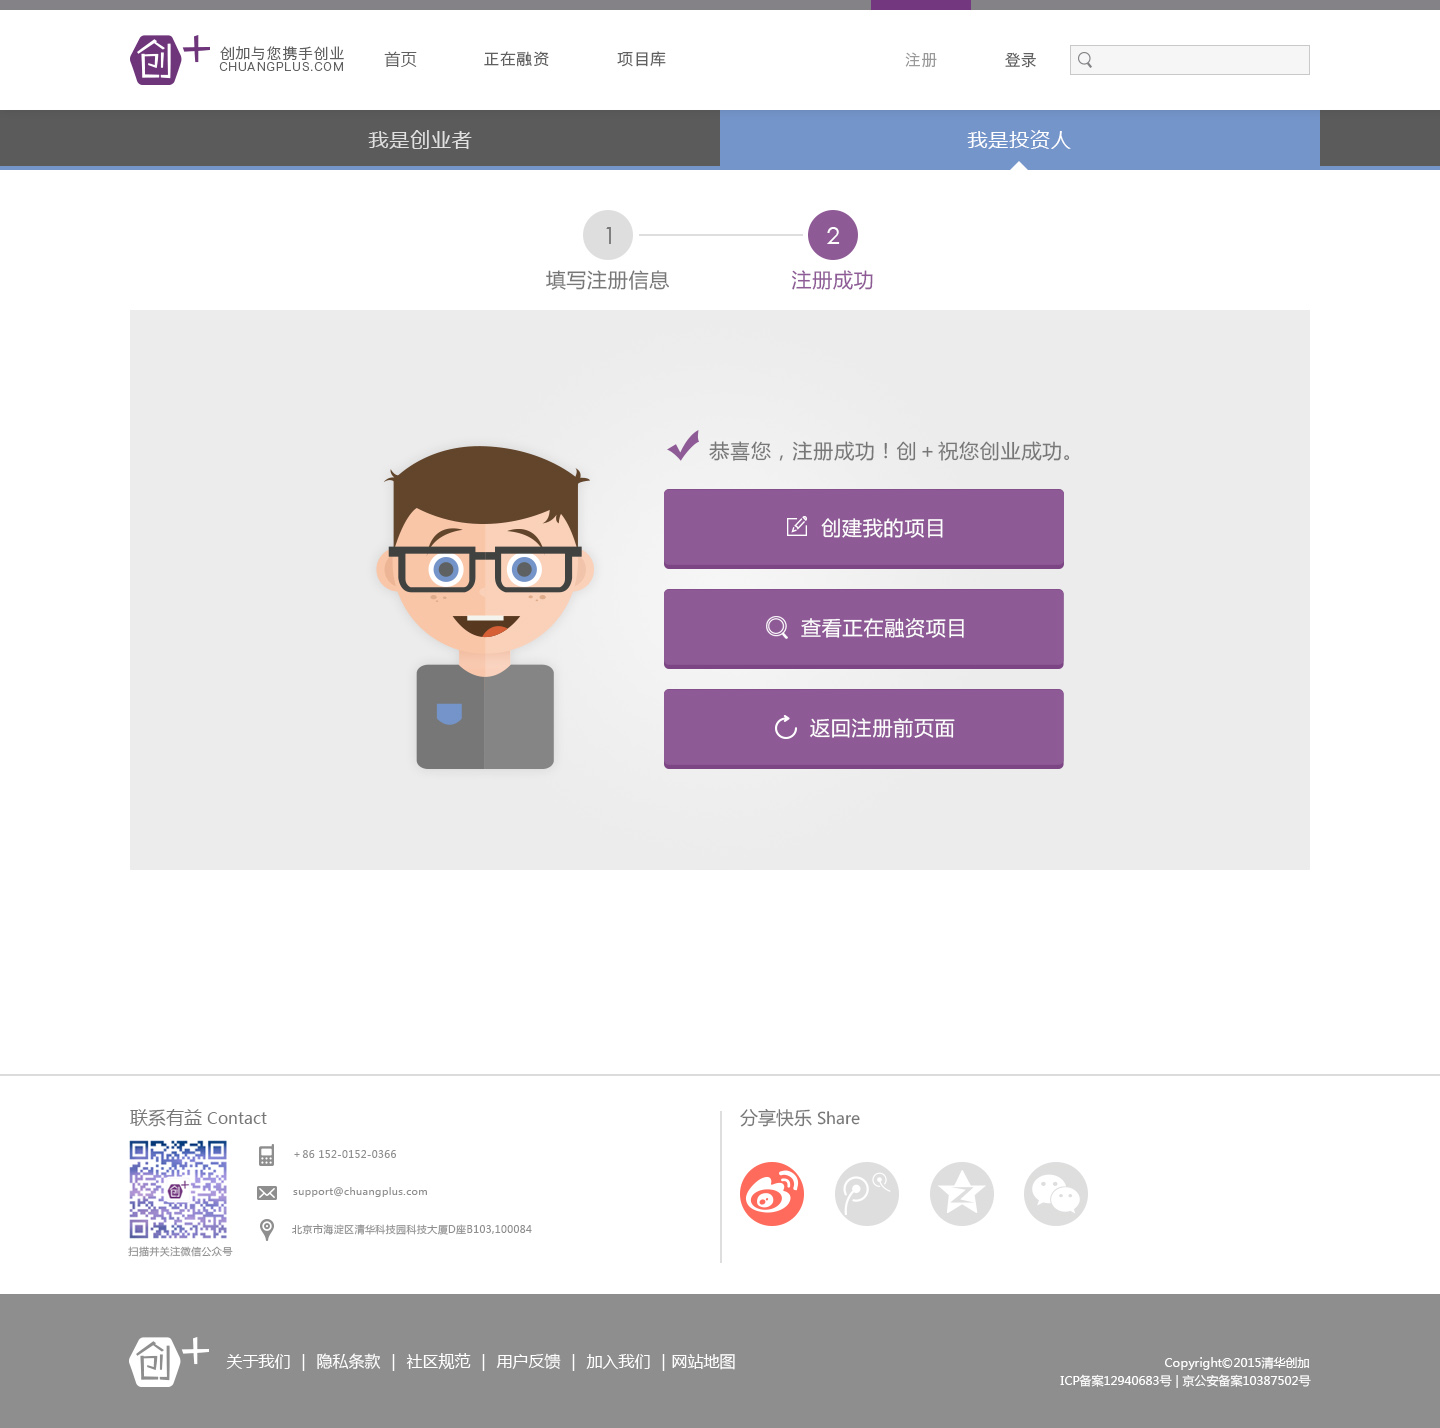 创
创加与您携手创业
CHUANGPLUS.COM
首页
正在融资
项目库
注册
登录
我是创业者
我是投资人
1
2
填写注册信息
注册成功
恭喜您，注册成功！创＋祝您创业成功。
创建我的项目
查看正在融资项目
返回注册前页面
联系有益 Contact
+ 86 152-0152-0366
support@chuangplus.com
北京市海淀区清华科技园科技大厦D座B103,100084
创
扫描并关注微信公众号
分享快乐 Share
创
关于我们 | 隐私条款 | 社区规范 | 用户反馈 | 加入我们 | 网站地图
Copyright©2015清华创加
ICP备案12940683号 | 京公安备案10387502号